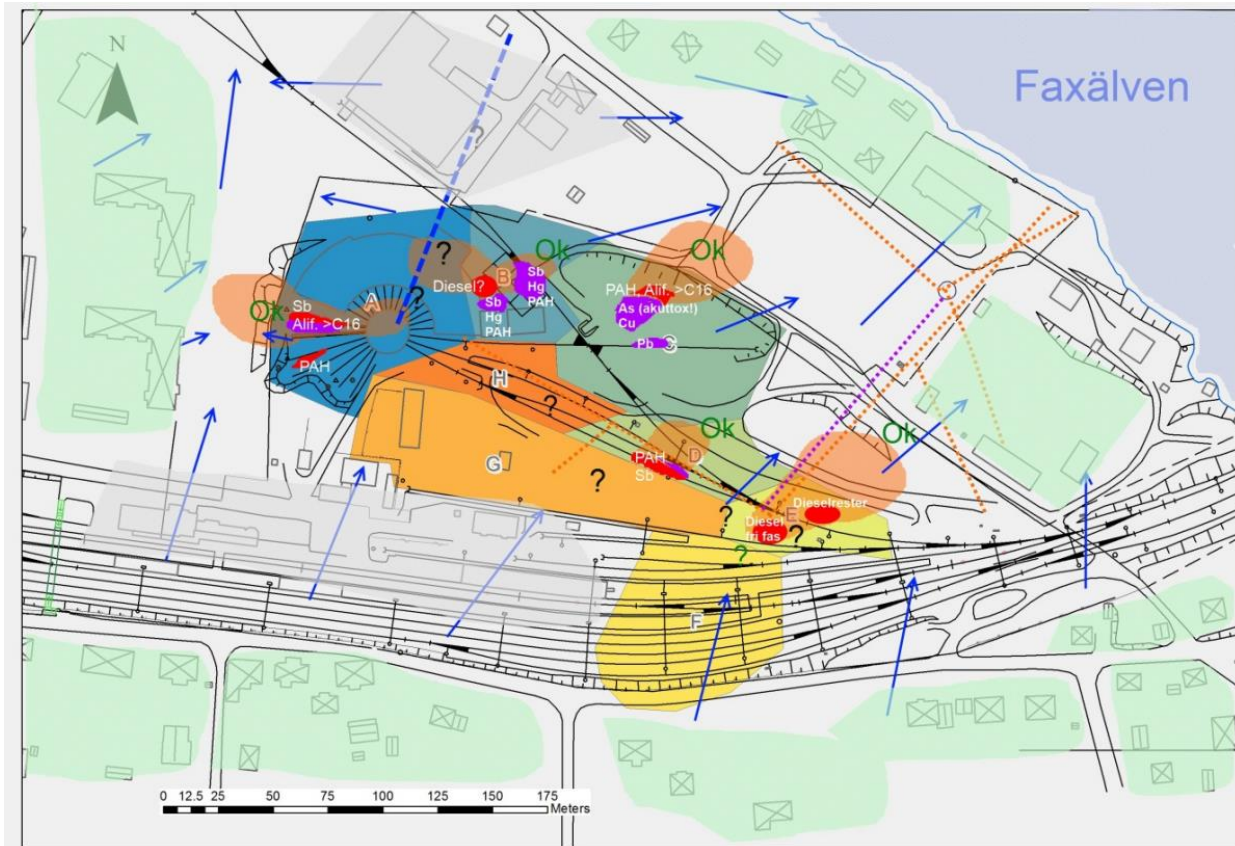 N
Faxälven
?
Ok
Ok
?
B
Sb
Hg
PAH
Diesel?
Sb
Hg
PAH
PAH, Alif. >C16
As (akuttox!)
Cu
Pb
C
A
?
Ok
Sb
Alif. >C16
PAH
H
?
Ok
Ok
D
PAH
Sb
G
?
?
E
Dieselrester
Diesel
fri fas
?
?
F
0 12.5 25 50 75 100 125 150 175
Meters